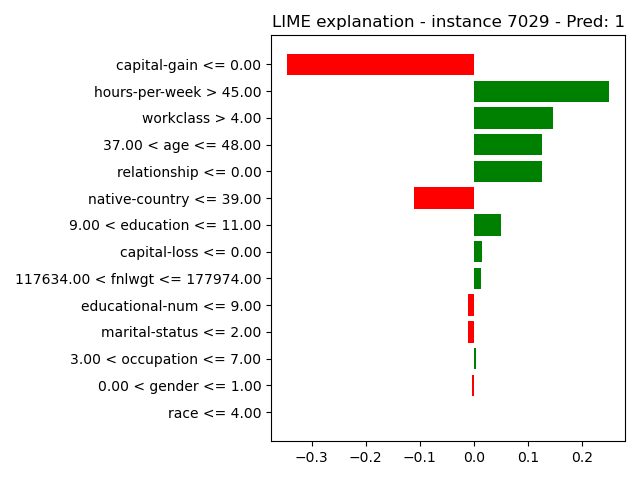 LIME explanation - instance 7029 - Pred: 1
capital-gain <= 0.00
hours-per-week > 45.00
workclass > 4.00
37.00 < age <= 48.00
relationship <= 0.00
native-country <= 39.00
9.00 < education <= 11.00
capital-loss <= 0.00
117634.00 < fnlwgt <= 177974.00
educational-num <= 9.00
marital-status <= 2.00
3.00 < occupation <= 7.00
0.00 < gender <= 1.00
race <= 4.00
−0.3 −0.2 −0.1 0.0 0.1 0.2